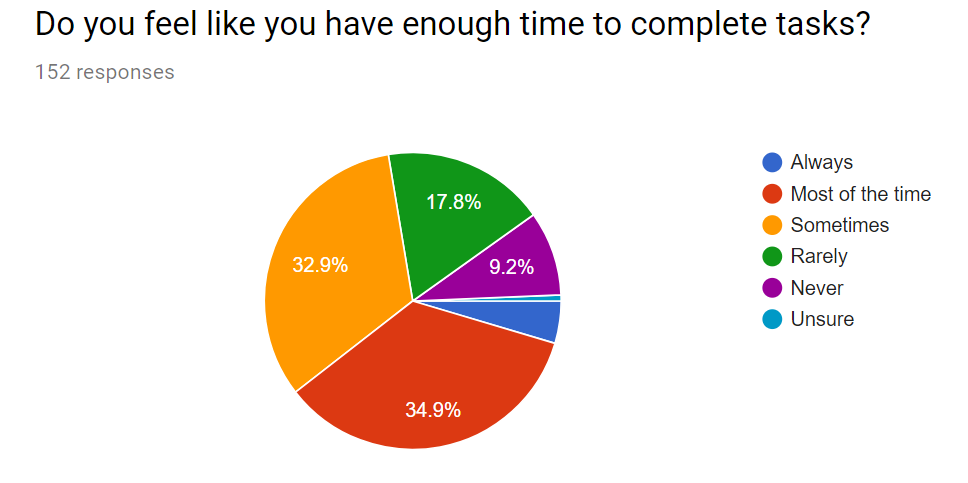 Do you feel like you have enough time to complete tasks?
152 responses
17.8%
32.9%
9.2%
34.9%
Always
Most of the time
Sometimes
Rarely
Never
Unsure